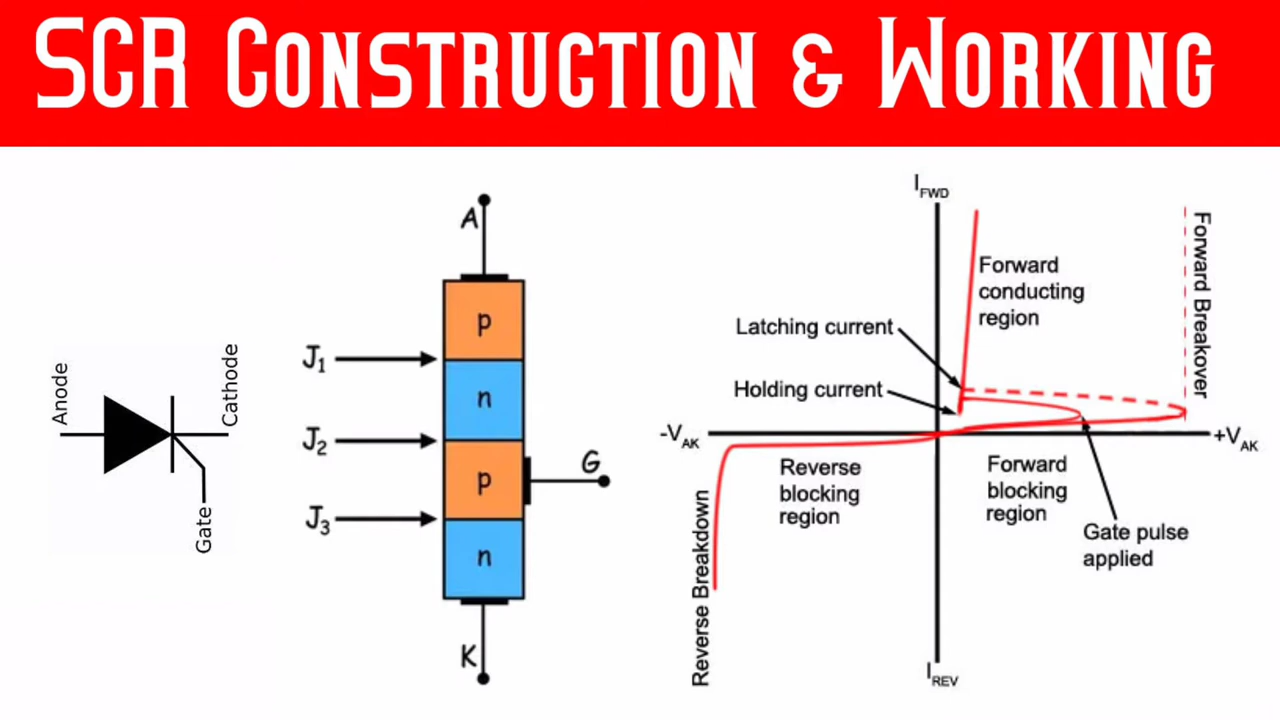 SCR CONSTRUCTION & WORKING
Anode
Cathode
Gate
A
p
J1
n
J2
p
G
J3
n
K
IFWD
Forward
conducting
region
Forward Breakover
Latching current
Holding current
-VAK
+VAK
Reverse
blocking
region
Forward
blocking
region
Gate pulse
applied
Reverse Breakdown
IREV